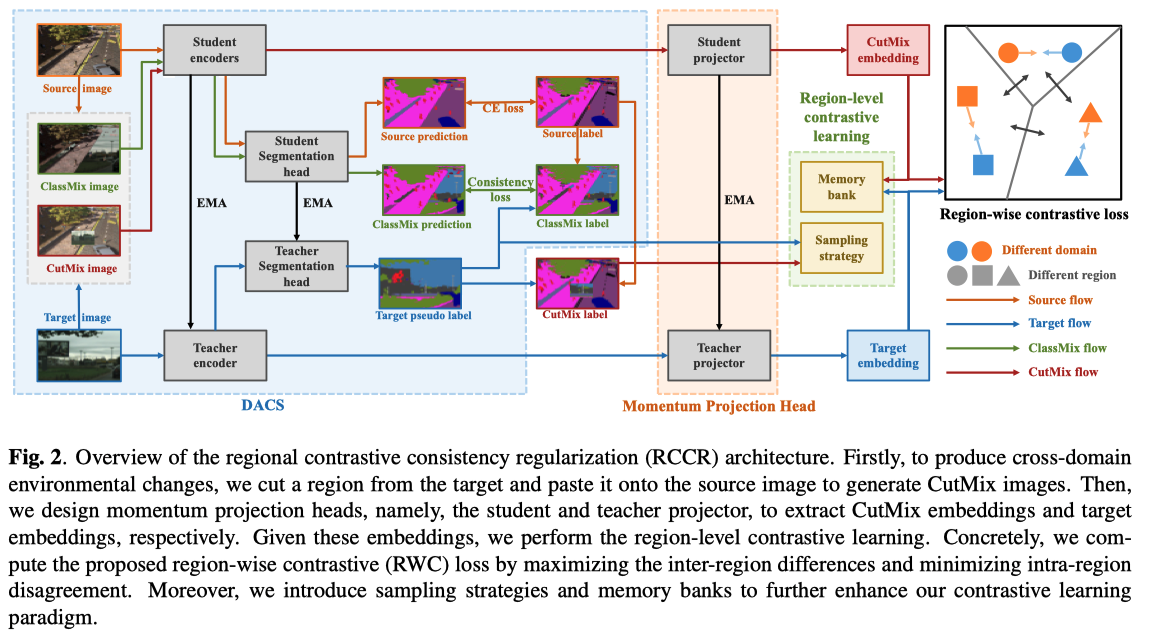 Source image
ClassMix image
CutMix image
Target image
Student
encoders
EMA
Teacher
encoder
Student
Segmentation
head
EMA
Teacher
Segmentation
head
Source prediction
CE loss
Source label
ClassMix prediction
Consistency
loss
ClassMix label
Target pseudo label
CutMix label
DACS
Student
projector
EMA
Teacher
projector
Momentum Projection Head
CutMix
embedding
Region-level
contrastive
learning
Memory
bank
Sampling
strategy
Target
embedding
Region-wise contrastive loss
Different domain
Different region
Source flow
Target flow
ClassMix flow
CutMix flow
Fig. 2. Overview of the regional contrastive consistency regularization (RCCR) architecture. Firstly, to produce cross-domain
environmental changes, we cut a region from the target and paste it onto the source image to generate CutMix images. Then,
we design momentum projection heads, namely, the student and teacher projector, to extract CutMix embeddings and target
embeddings, respectively. Given these embeddings, we perform the region-level contrastive learning. Concretely, we com-
pute the proposed region-wise contrastive (RWC) loss by maximizing the inter-region differences and minimizing intra-region
disagreement. Moreover, we introduce sampling strategies and memory banks to further enhance our contrastive learning
paradigm.